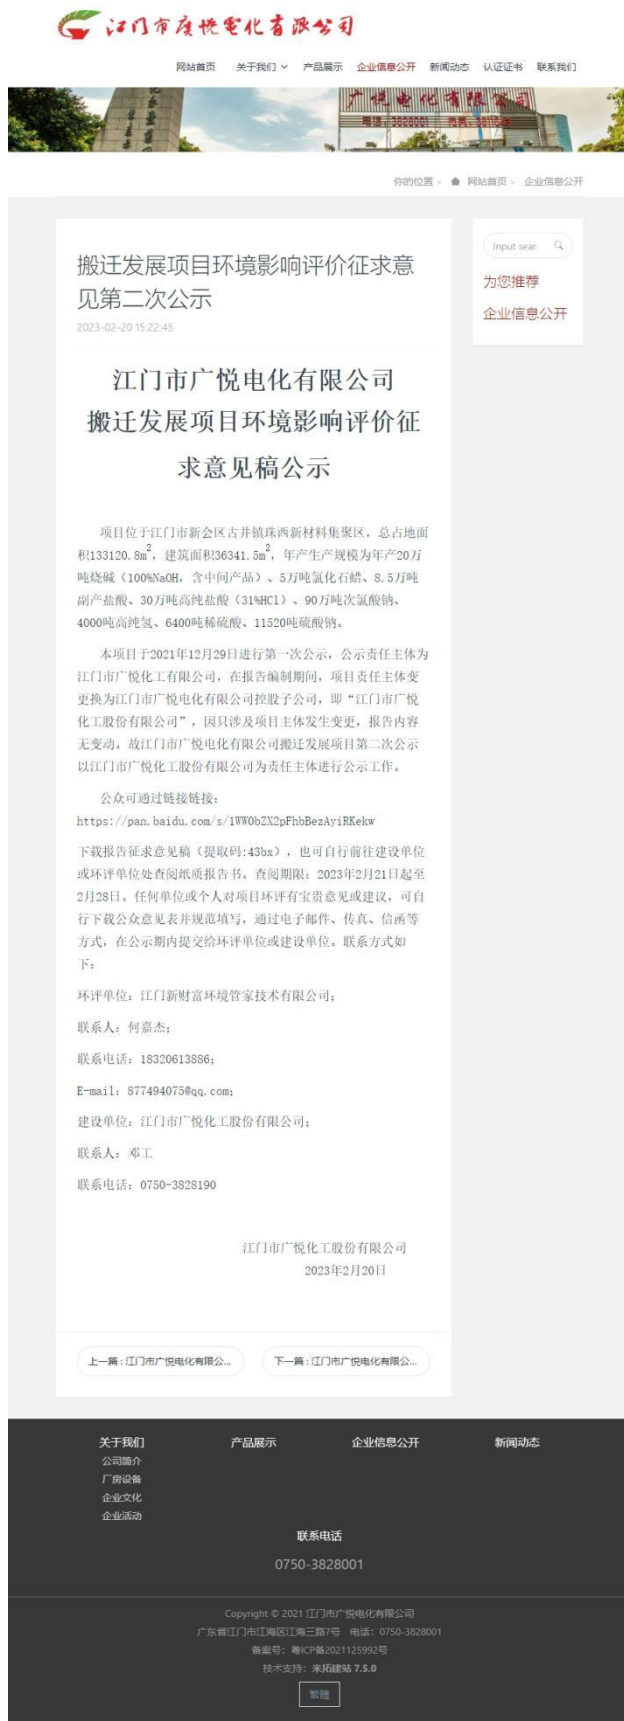 江门市广悦电化有限公司
网站首页 关于我们 产品展示 企业信息公开 新闻动态 认证证书 联系我们
广悦电化有限公司
你的位置 » 网站首页 » 企业信息公开
搬迁发展项目环境影响评价征求意
见第二次公示
2023-02-20 15:22:45
Input sear
为您推荐
企业信息公开
江门市广悦电化有限公司
搬迁发展项目环境影响评价征
求意见稿公示
项目位于江门市新会区古井镇珠西新材料集聚区，总占地面
积133120.8m²，建筑面积36341.5m²，年产生产规模为年产20万
吨烧碱（100%NaOH，含中间产品）、5万吨氯化石蜡、8.5万吨
副产盐酸、30万吨高纯盐酸（31%HCl）、90万吨次氯酸钠、
4000吨高纯氢、6400吨稀硫酸、11520吨硫酸钠。
本项目于2021年12月29日进行第一次公示，公示责任主体为
江门市广悦化工有限公司，在报告编制期间，项目责任主体变
更换为江门市广悦电化有限公司控股子公司，即“江门市广悦
化工股份有限公司”，因只涉及项目主体发生变更，报告内容
无变动，故江门市广悦电化有限公司搬迁发展项目第二次公示
以江门市广悦化工股份有限公司为责任主体进行公示工作。
公众可通过链接链接：
https://pan.baidu.com/s/1WWObZX2pFhbBezAyiRKekw
下载报告征求意见稿（提取码:43bx），也可自行前往建设单位
或环评单位处查阅纸质报告书。查阅期限：2023年2月21日起至
2月28日。任何单位或个人对项目环评有宝贵意见或建议，可自
行下载公众意见表并规范填写，通过电子邮件、传真、信函等
方式，在公示期内提交给环评单位或建设单位。联系方式如
下：
环评单位：江门新财富环境管家技术有限公司；
联系人：何嘉杰；
联系电话：18320613886；
E-mail：877494075@qq.com；
建设单位：江门市广悦化工股份有限公司；
联系人：邓工
联系电话：0750-3828190
江门市广悦化工股份有限公司
2023年2月20日
上一篇 : 江门市广悦电化有限公...
下一篇 : 江门市广悦电化有限公...
关于我们 产品展示 企业信息公开 新闻动态
公司简介
厂房设备
企业文化
企业活动
联系电话
0750-3828001
Copyright © 2021 江门市广悦电化有限公司
广东省江门市江海区江海三路7号 电话：0750-3828001
备案号：粤ICP备2021125992号
技术支持：米拓建站 7.5.0
繁體